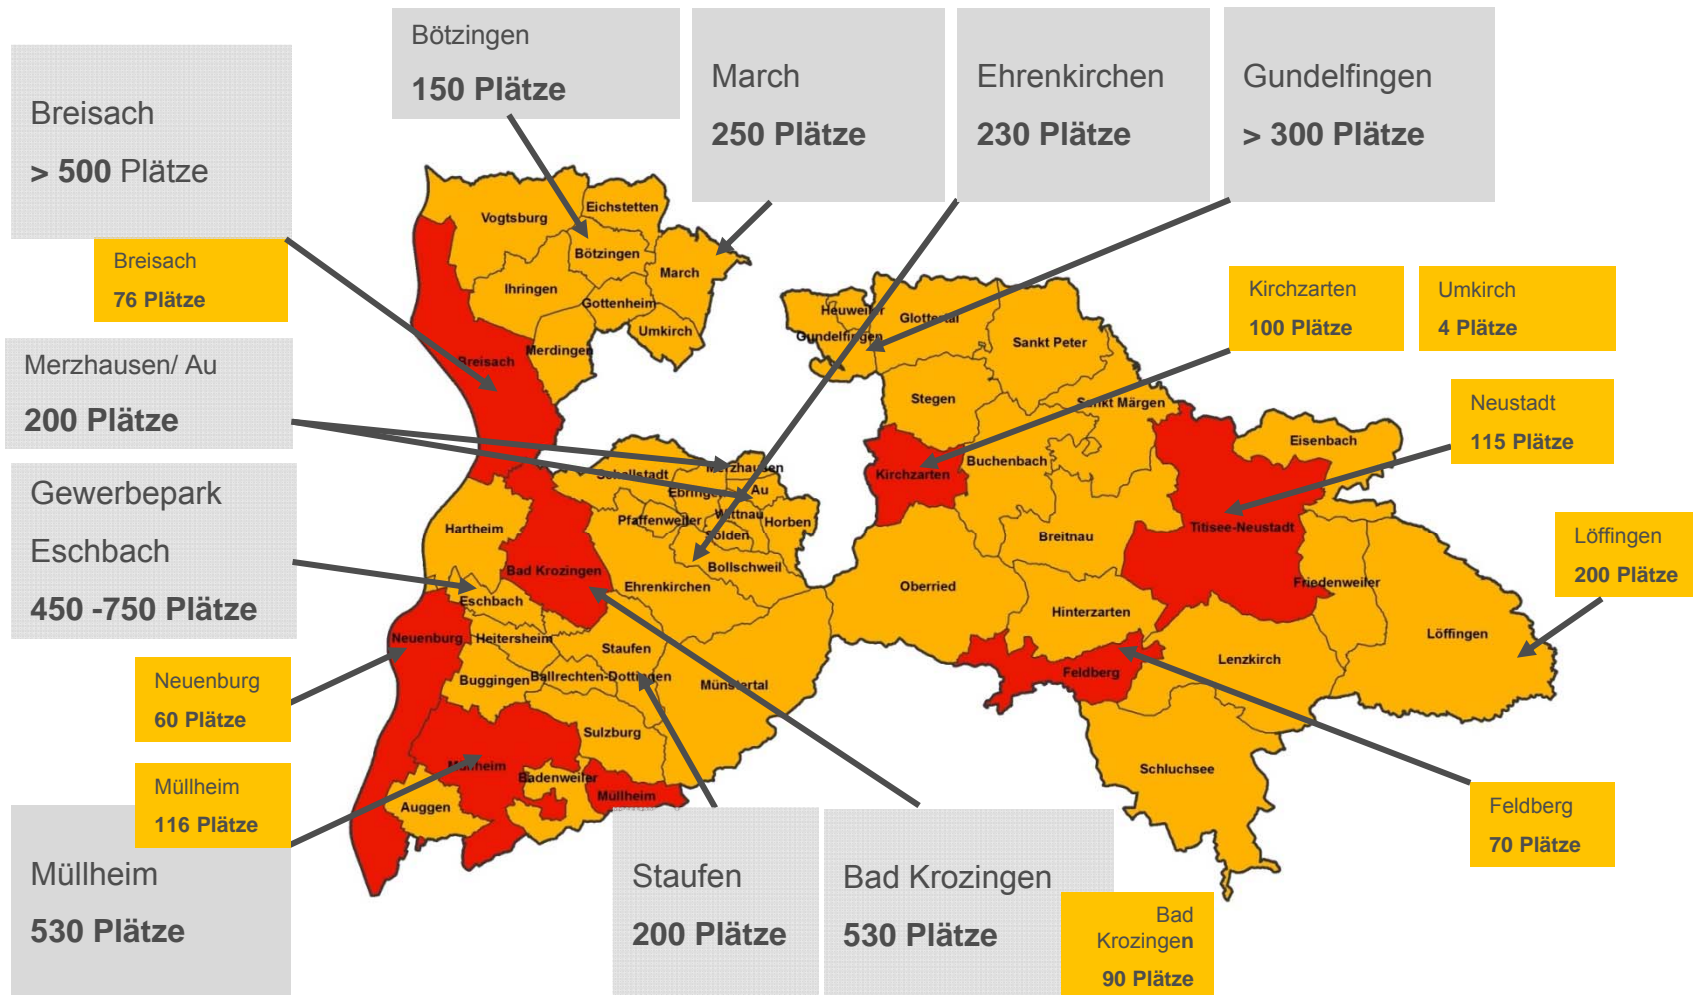 Bötzingen
150 Plätze
March
250 Plätze
Ehrenkirchen
230 Plätze
Gundelfingen
> 300 Plätze
Breisach
> 500 Plätze
Breisach
76 Plätze
Merzhausen/ Au
200 Plätze
Gewerbepark
Eschbach
450 -750 Plätze
Neuenburg
60 Plätze
Müllheim
116 Plätze
Müllheim
530 Plätze
Staufen
200 Plätze
Bad Krozingen
530 Plätze
Bad
Krozingen
90 Plätze
Kirchzarten
100 Plätze
Umkirch
4 Plätze
Neustadt
115 Plätze
Löffingen
200 Plätze
Feldberg
70 Plätze
Vogtsburg
Eichstetten
Bötzingen
March
Ihringen
Gottenheim
Umkirch
Merdingen
Breisach
Heuweiler
Glottertal
Gundelfingen
Sankt Peter
Stegen
Sankt Märgen
Eisenbach
Buchenbach
Kirchzarten
Titisee-Neustadt
Breitnau
Oberried
Hinterzarten
Friedenweiler
Löffingen
Lenzkirch
Feldberg
Schluchsee
Schallstadt
Merzhausen
Ebringen
Au
Pfaffenweiler
Wittnau
Horben
Sölden
Bollschweil
Ehrenkirchen
Hartheim
Bad Krozingen
Eschbach
Neuenburg
Heitersheim
Staufen
Buggingen
Ballrechten-Dottingen
Münstertal
Sulzburg
Müllheim
Badenweiler
Müllheim
Auggen